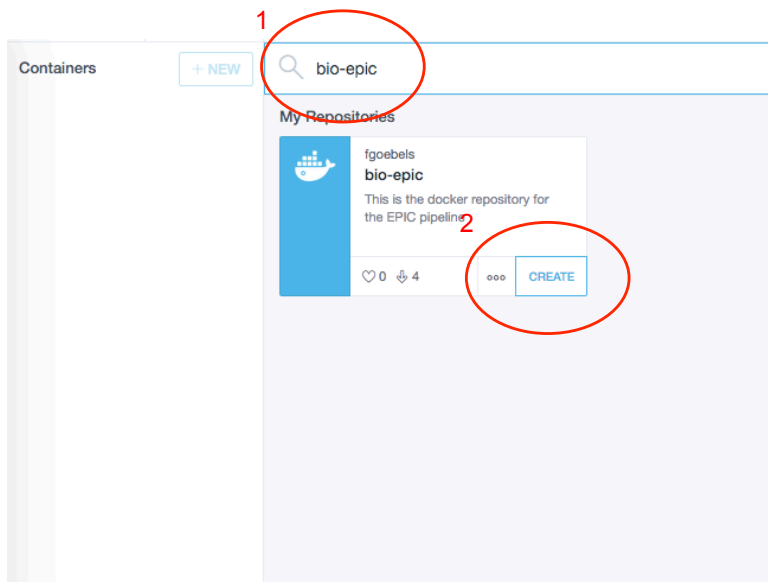 1
Containers
+ NEW
bio-epic
My Repositories
fgoebels
bio-epic
This is the docker repository for
the EPIC pipeline
2
0
4
CREATE